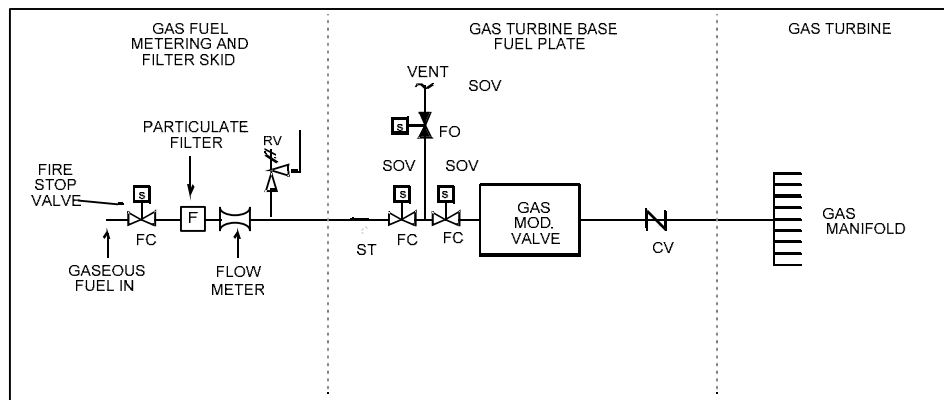 GAS FUEL
METERING AND
FILTER SKID
GAS TURBINE BASE
FUEL PLATE
GAS TURBINE
VENT
SOV
S
FO
PARTICULATE
FILTER
RV
SOV
SOV
FIRE
STOP
VALVE
S
S
S
F
FC
FC
FC
ST
GAS
MOD.
VALVE
CV
GAS
MANIFOLD
GASEOUS
FUEL IN
FLOW
METER